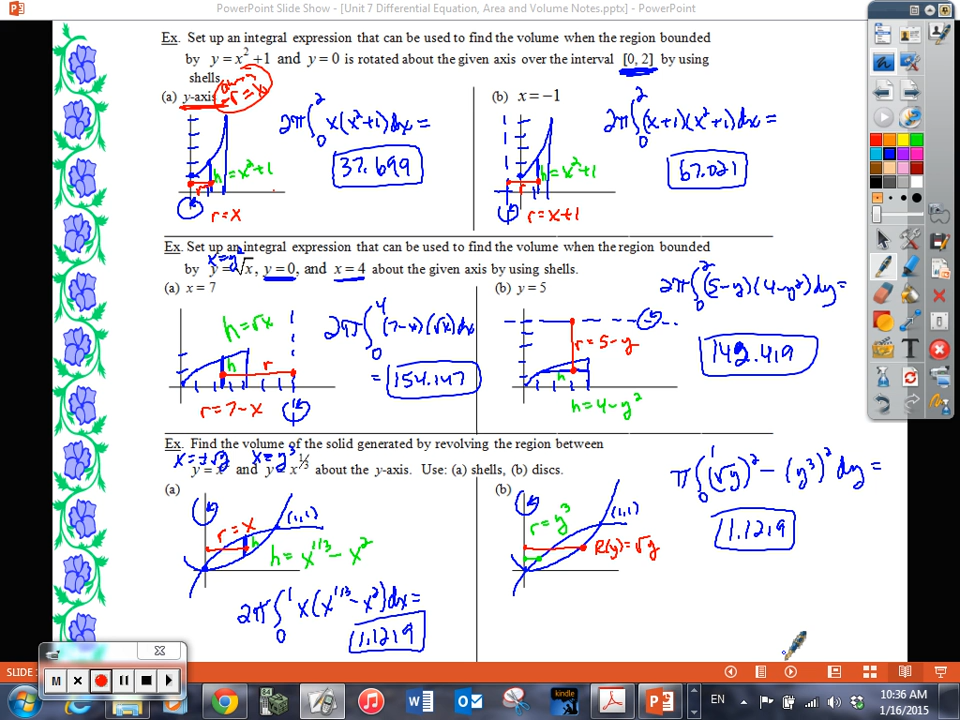 PowerPoint Slide Show - [Unit 7 Differential Equation, Area and Volume Notes.pptx] - PowerPoint
Ex. Set up an integral expression that can be used to find the volume when the region bounded
by y = x² + 1 and y = 0 is rotated about the given axis over the interval [0, 2] by using
shells.
(a) y-axis
r = x
2π∫₀² x(x²+1)dx =
37.699
h = x²+1
r
r = x
(b) x = −1
2π∫₀² (x+1)(x²+1)dx =
67.021
h = x²+1
r
r = x+1
Ex. Set up an integral expression that can be used to find the volume when the region bounded
x = y²
by y = √x, y = 0, and x = 4 about the given axis by using shells.
(a) x = 7
h = √x
2π∫₀⁴ (7−x)(√x)dx
= 154.147
h
r
r = 7−x
(b) y = 5
2π∫₀² (5−y)(4−y²)dy =
142.419
r = 5−y
h
h = 4−y²
Ex. Find the volume of the solid generated by revolving the region between
x = ±√y x = y³
y = x² and y = x^(1/3) about the y-axis. Use: (a) shells, (b) discs.
(a)
r = x
(1,1)
h
h = x^(1/3) − x²
2π∫₀¹ x(x^(1/3) − x²)dx =
1.1219
(b)
r = y³
(1,1)
R(y) = √y
π∫₀¹ (√y)² − (y³)² dy =
1.1219
SLIDE
M
EN
10:36 AM
1/16/2015
kindle